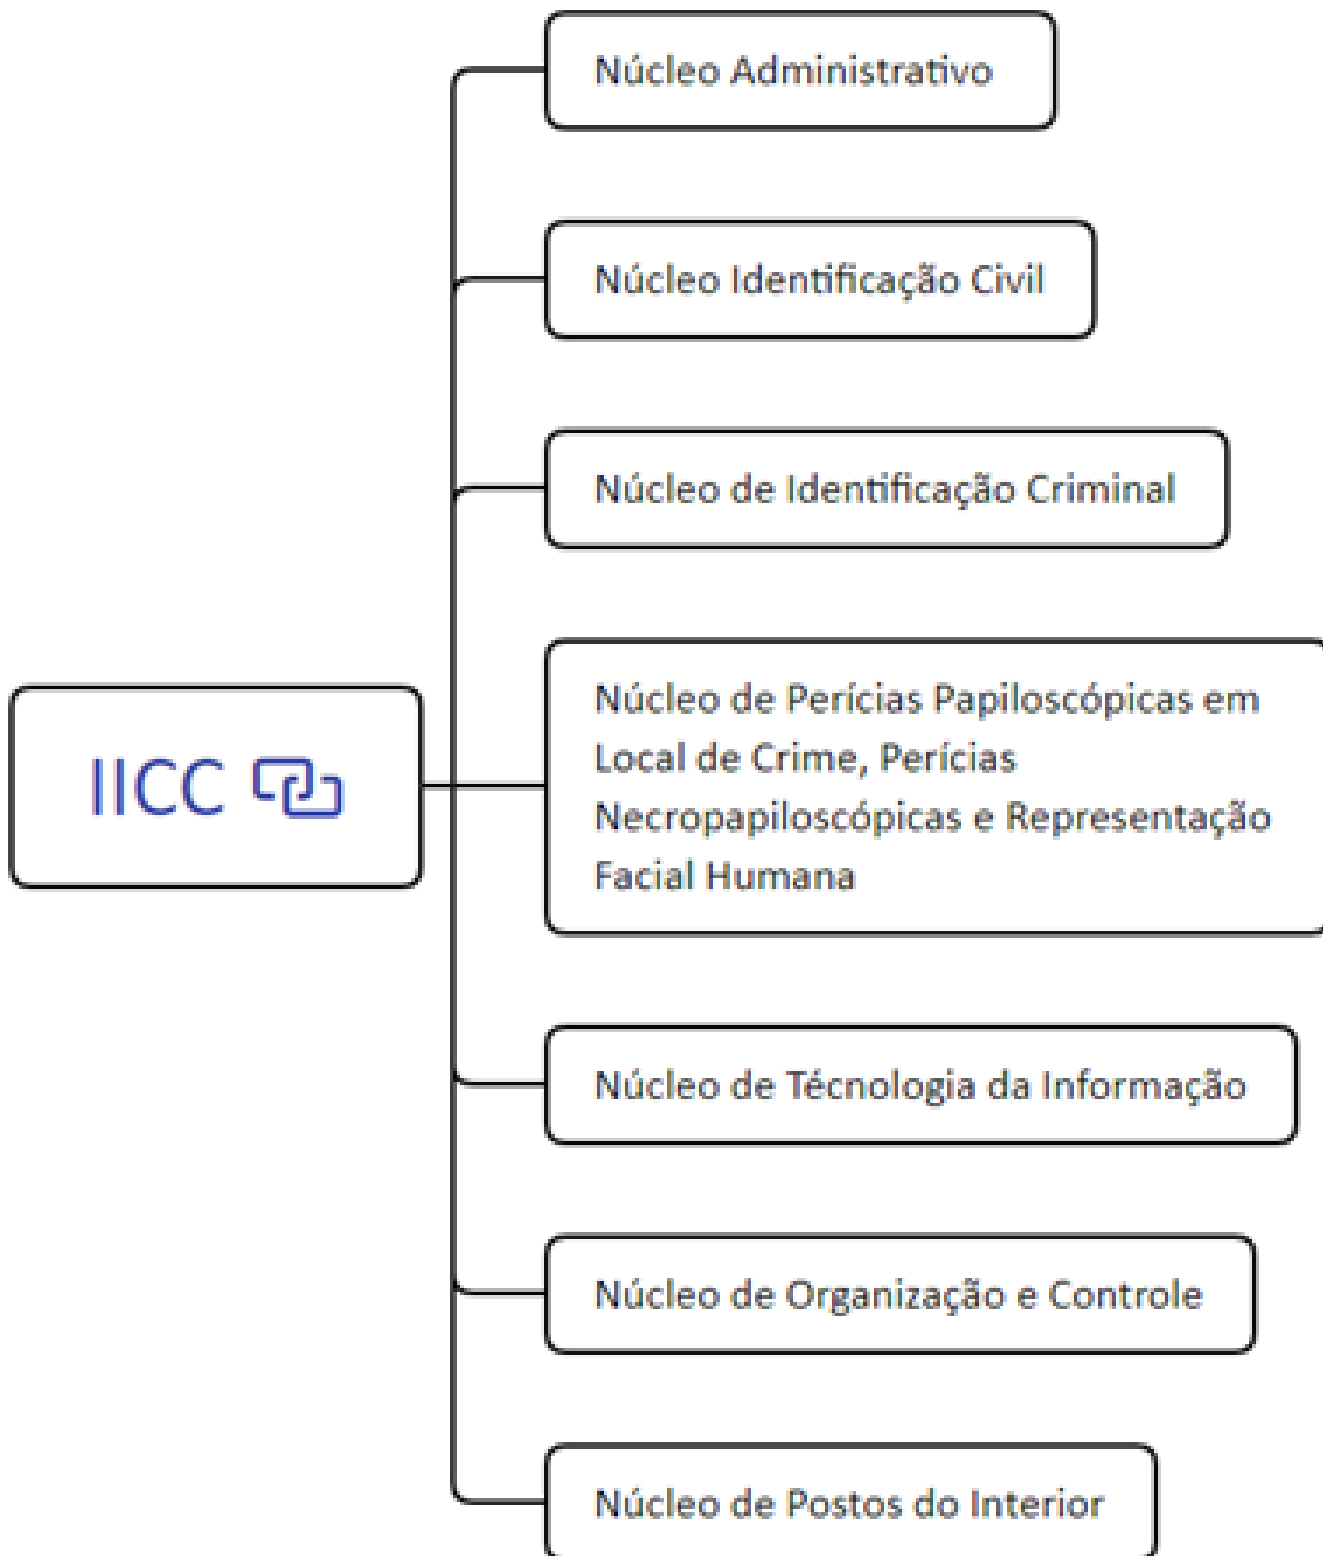 Núcleo Administrativo
Núcleo Identificação Civil
Núcleo de Identificação Criminal
IICC
Núcleo de Perícias Papiloscópicas em
Local de Crime, Perícias
Necropapiloscópicas e Representação
Facial Humana
Núcleo de Técnologia da Informação
Núcleo de Organização e Controle
Núcleo de Postos do Interior